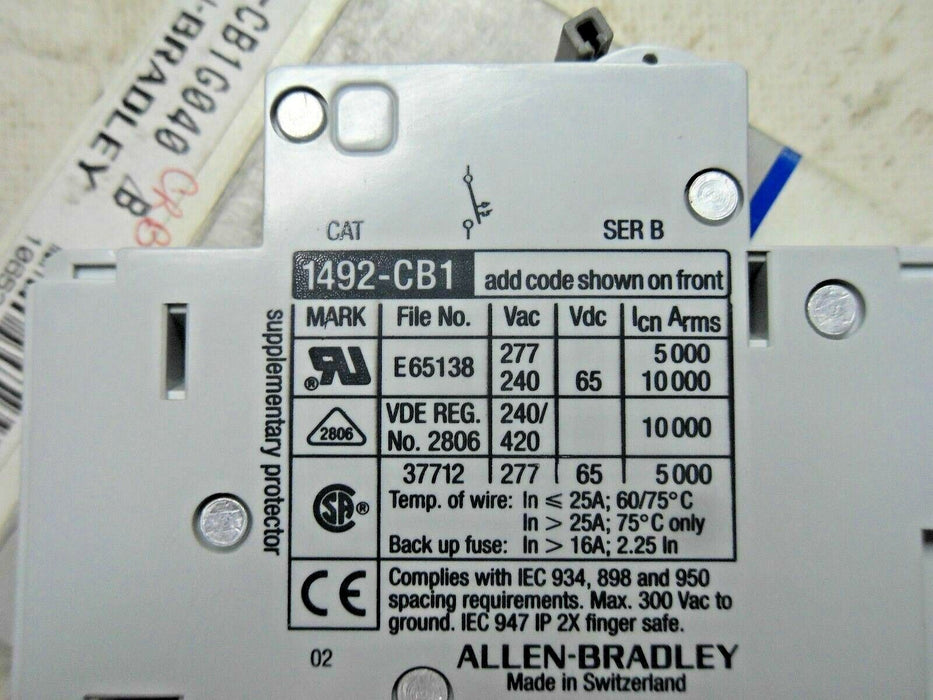 -CB1G040
-BRADLEY
/B
CRB
CAT
SER B
1492-CB1 add code shown on front
MARK File No. Vac Vdc Icn Arms
E65138 277 5 000
240 65 10 000
2806 VDE REG. 240/ 10 000
No. 2806 420
37712 277 65 5 000
Temp. of wire: In ≤ 25A; 60/75°C
In > 25A; 75°C only
Back up fuse: In > 16A; 2.25 In
Complies with IEC 934, 898 and 950
spacing requirements. Max. 300 Vac to
ground. IEC 947 IP 2X finger safe.
supplementary protector
02
ALLEN-BRADLEY
Made in Switzerland